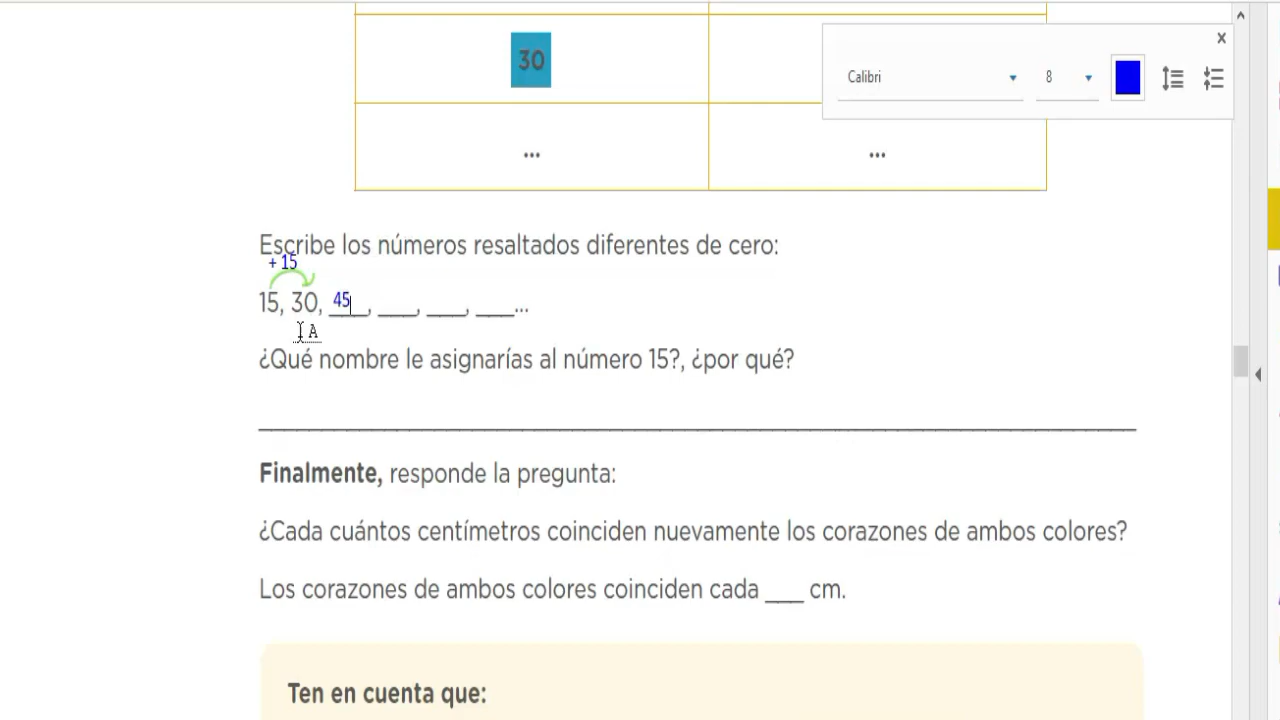 30
Calibri 8
... ...
Escribe los números resaltados diferentes de cero:
+ 15
15, 30, 45, ___, ___, ___...
A
¿Qué nombre le asignarías al número 15?, ¿por qué?
Finalmente, responde la pregunta:
¿Cada cuántos centímetros coinciden nuevamente los corazones de ambos colores?
Los corazones de ambos colores coinciden cada ___ cm.
Ten en cuenta que: